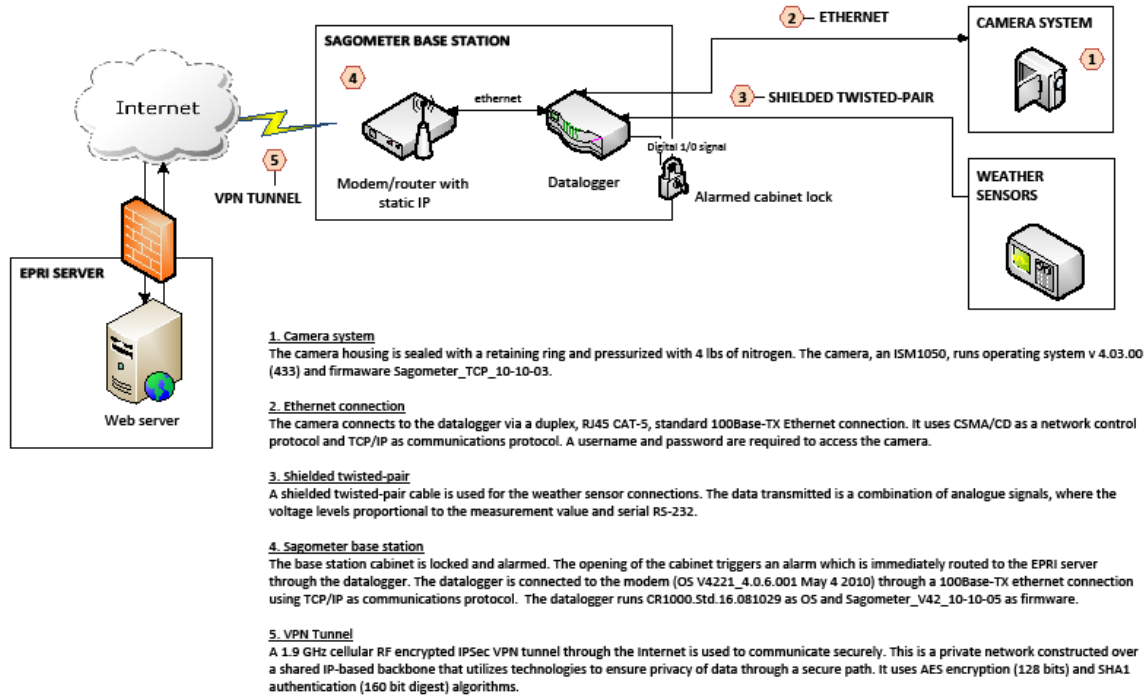 2 ETHERNET
CAMERA SYSTEM
1
SAGOMETER BASE STATION
4
ethernet
3 SHIELDED TWISTED-PAIR
Internet
5
VPN TUNNEL
Digital 1/0 signal
Modem/router with
static IP
Datalogger
Alarmed cabinet lock
WEATHER
SENSORS
EPRI SERVER
Web server
1. Camera system
The camera housing is sealed with a retaining ring and pressurized with 4 lbs of nitrogen. The camera, an ISM1050, runs operating system v 4.03.00
(433) and firmaware Sagometer_TCP_10-10-03.
2. Ethernet connection
The camera connects to the datalogger via a duplex, RJ45 CAT-5, standard 100Base-TX Ethernet connection. It uses CSMA/CD as a network control
protocol and TCP/IP as communications protocol. A username and password are required to access the camera.
3. Shielded twisted-pair
A shielded twisted-pair cable is used for the weather sensor connections. The data transmitted is a combination of analogue signals, where the
voltage levels proportional to the measurement value and serial RS-232.
4. Sagometer base station
The base station cabinet is locked and alarmed. The opening of the cabinet triggers an alarm which is immediately routed to the EPRI server
through the datalogger. The datalogger is connected to the modem (OS V4221_4.0.6.001 May 4 2010) through a 100Base-TX ethernet connection
using TCP/IP as communications protocol. The datalogger runs CR1000.Std.16.081029 as OS and Sagometer_V42_10-10-05 as firmware.
5. VPN Tunnel
A 1.9 GHz cellular RF encrypted IPSec VPN tunnel through the Internet is used to communicate securely. This is a private network constructed over
a shared IP-based backbone that utilizes technologies to ensure privacy of data through a secure path. It uses AES encryption (128 bits) and SHA1
authentication (160 bit digest) algorithms.